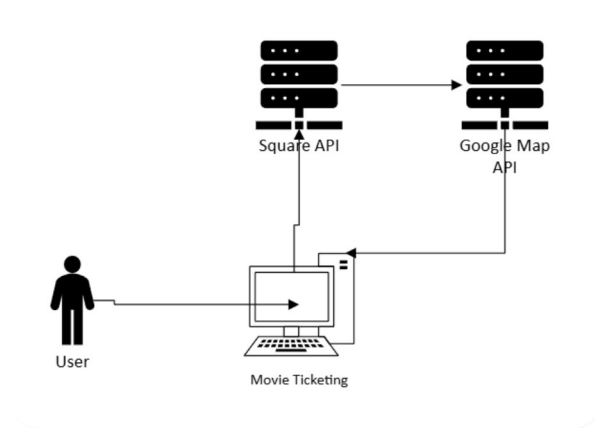 Square API
Google Map
API
User
Movie Ticketing